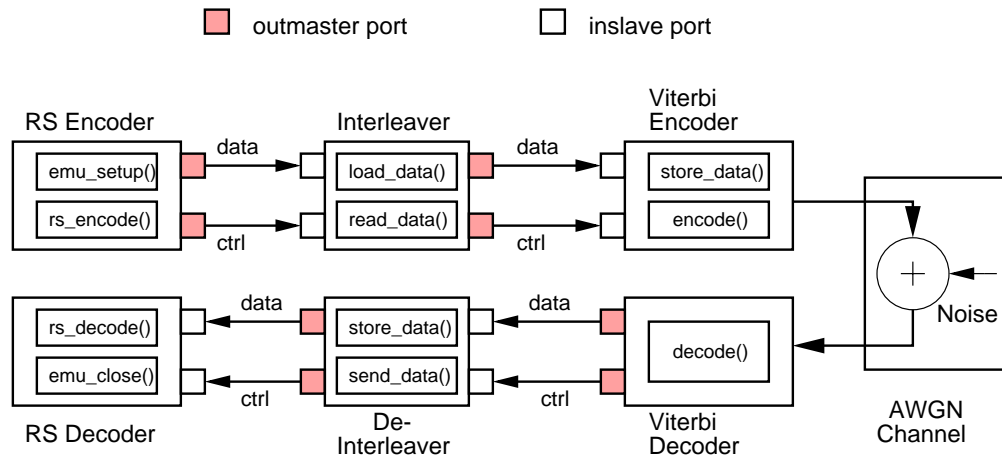 outmaster port
inslave port
RS Encoder
Interleaver
Viterbi
Encoder
data
data
emu_setup()
load_data()
store_data()
rs_encode()
read_data()
encode()
ctrl
ctrl
+
Noise
data
data
rs_decode()
store_data()
decode()
emu_close()
send_data()
ctrl
ctrl
RS Decoder
De-
Interleaver
Viterbi
Decoder
AWGN
Channel